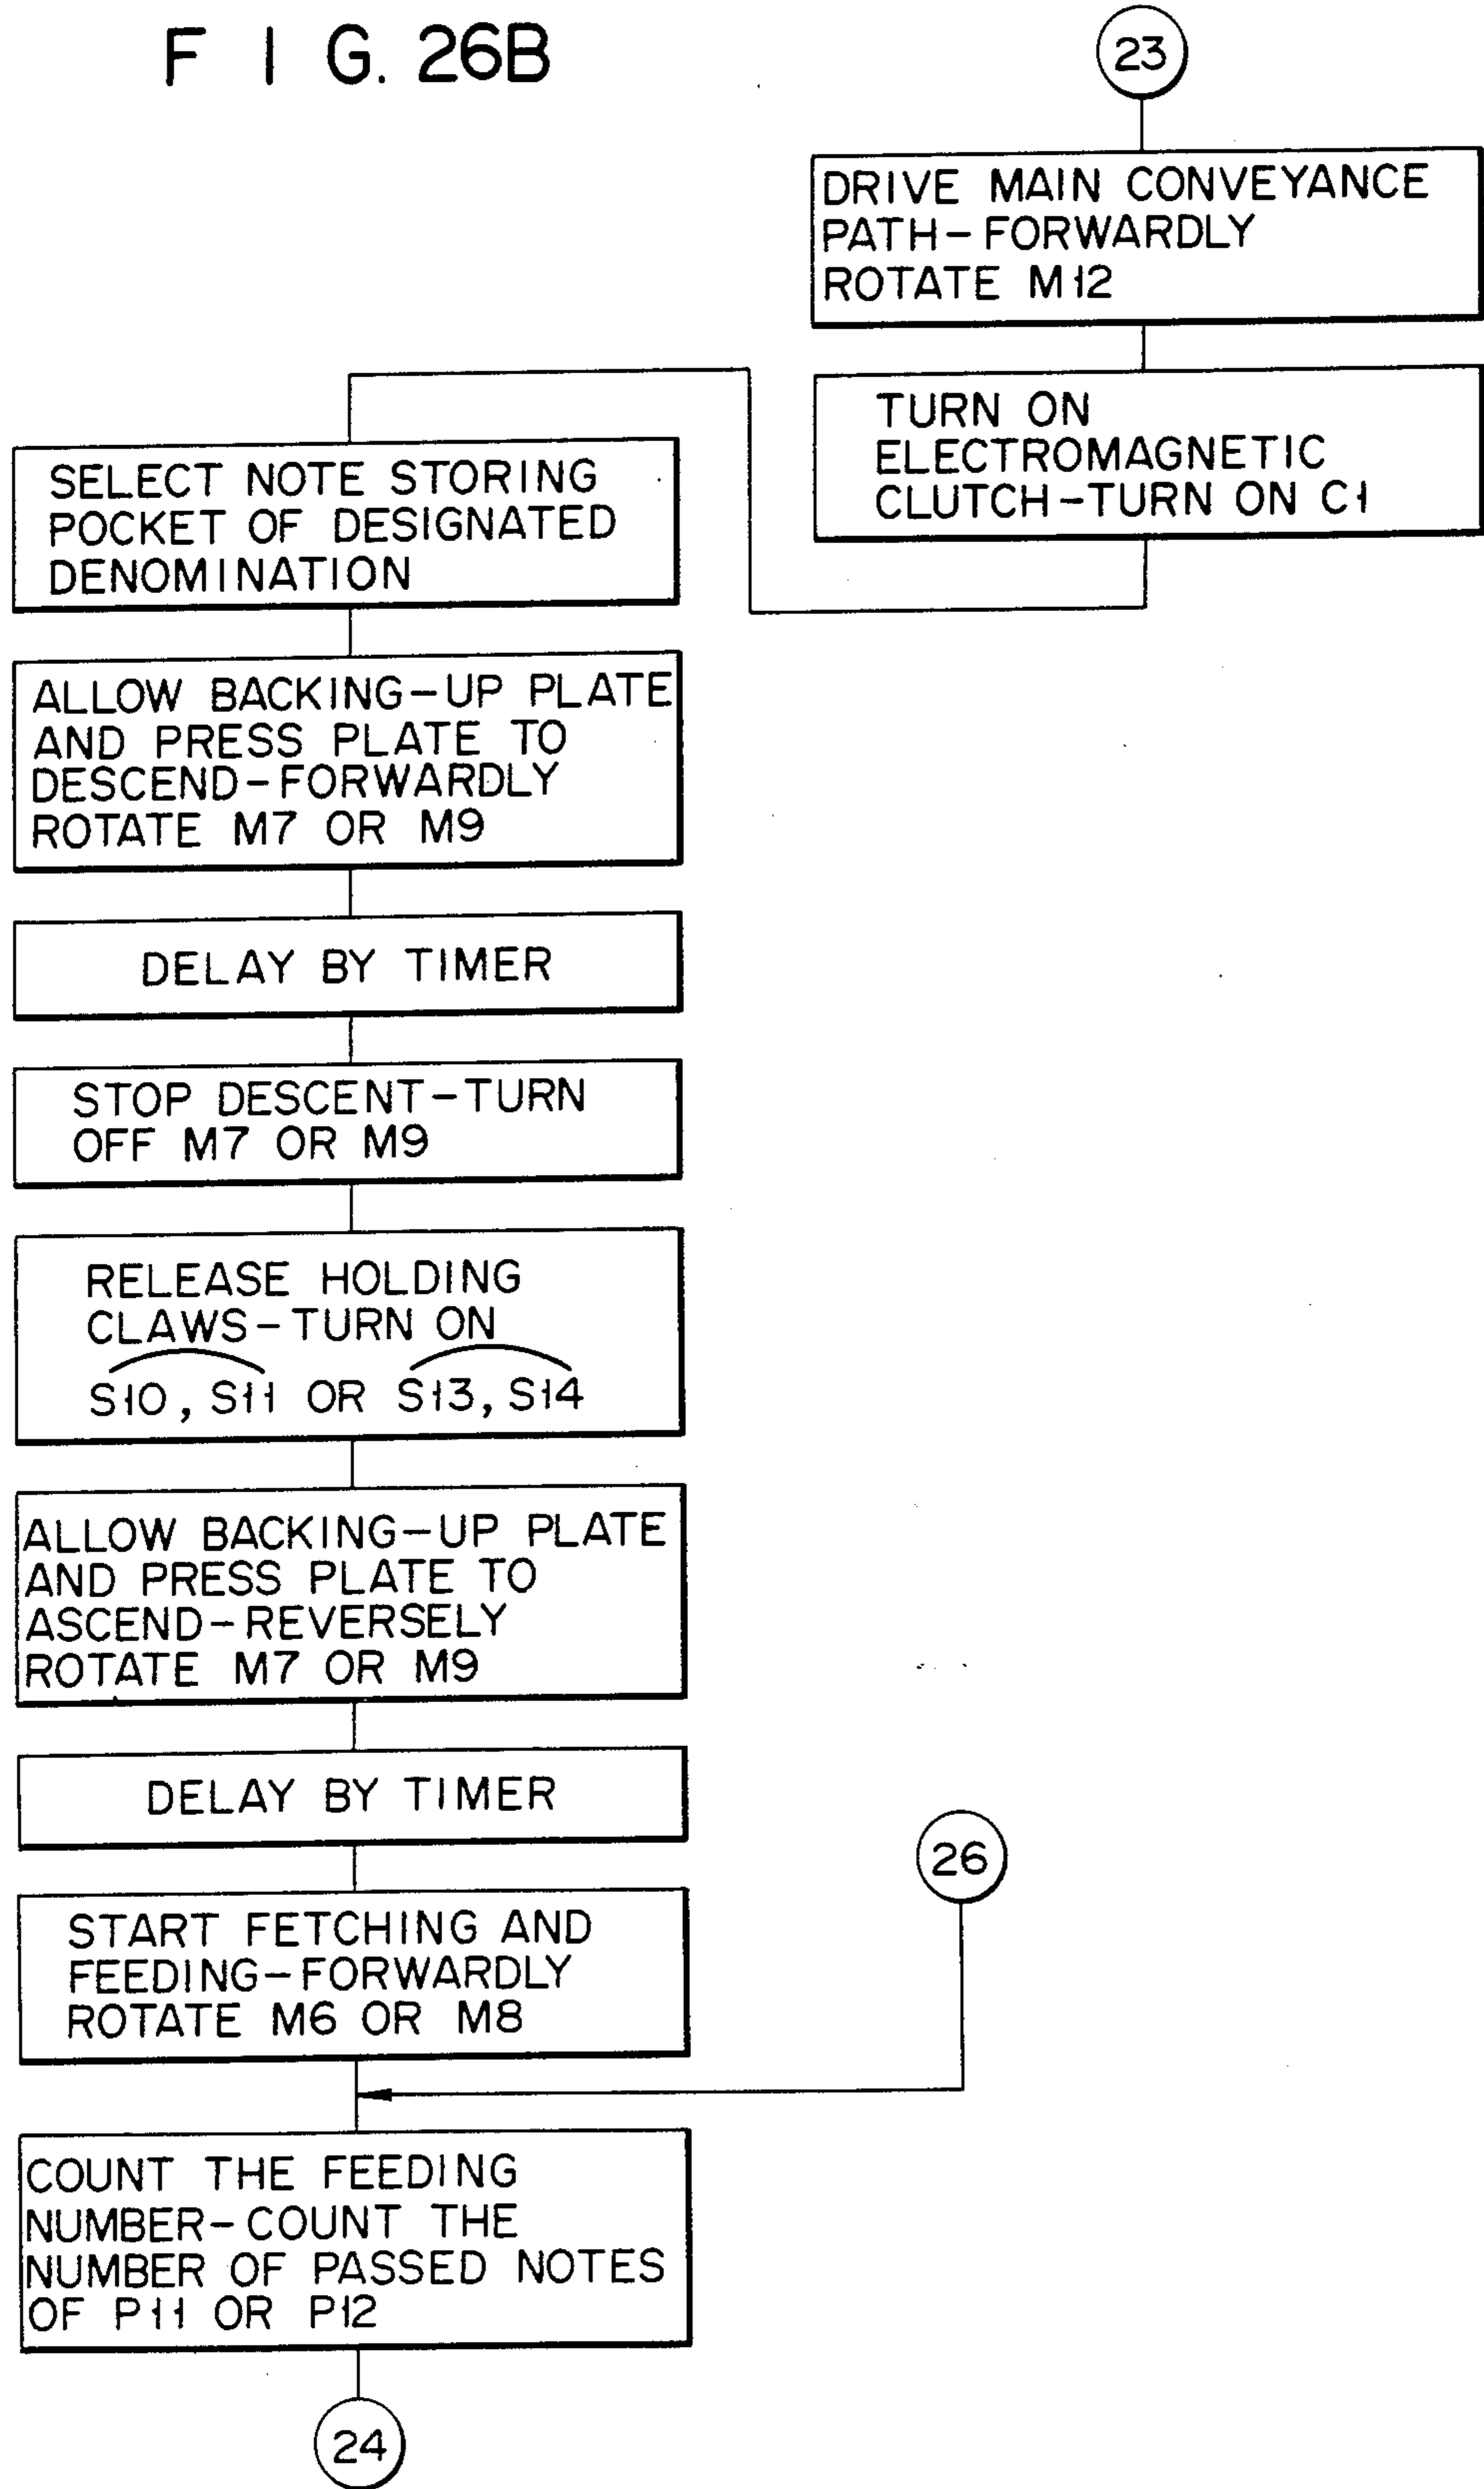 F I G. 26B
23
DRIVE MAIN CONVEYANCE
PATH-FORWARDLY
ROTATE M12
TURN ON
ELECTROMAGNETIC
CLUTCH-TURN ON C1
SELECT NOTE STORING
POCKET OF DESIGNATED
DENOMINATION
ALLOW BACKING-UP PLATE
AND PRESS PLATE TO
DESCEND-FORWARDLY
ROTATE M7 OR M9
DELAY BY TIMER
STOP DESCENT-TURN
OFF M7 OR M9
RELEASE HOLDING
CLAWS-TURN ON
S10, S11 OR S13, S14
ALLOW BACKING-UP PLATE
AND PRESS PLATE TO
ASCEND-REVERSELY
ROTATE M7 OR M9
DELAY BY TIMER
26
START FETCHING AND
FEEDING-FORWARDLY
ROTATE M6 OR M8
COUNT THE FEEDING
NUMBER-COUNT THE
NUMBER OF PASSED NOTES
OF P11 OR P12
24